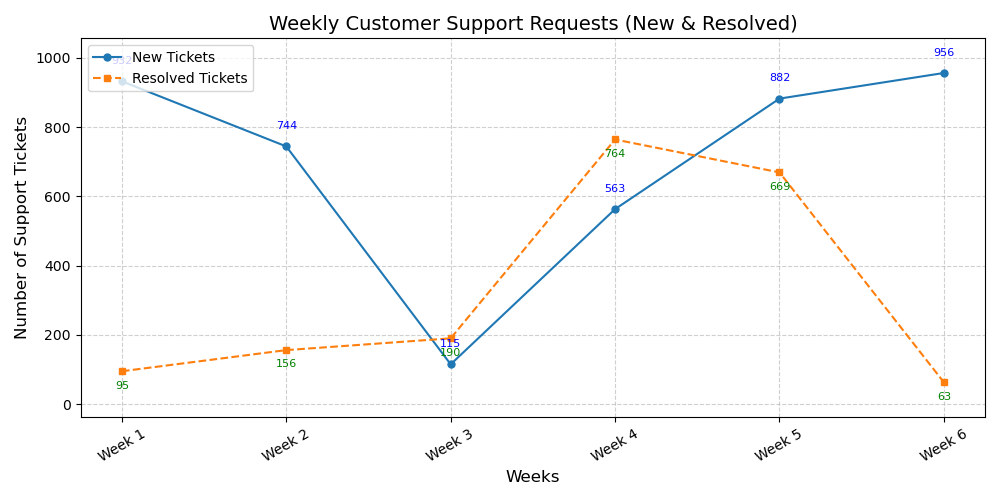 Weekly Customer Support Requests (New & Resolved)
New Tickets
Resolved Tickets
932
744
115
563
882
956
95
156
190
764
669
63
1000
800
600
400
200
0
Number of Support Tickets
Week 1
Week 2
Week 3
Week 4
Week 5
Week 6
Weeks